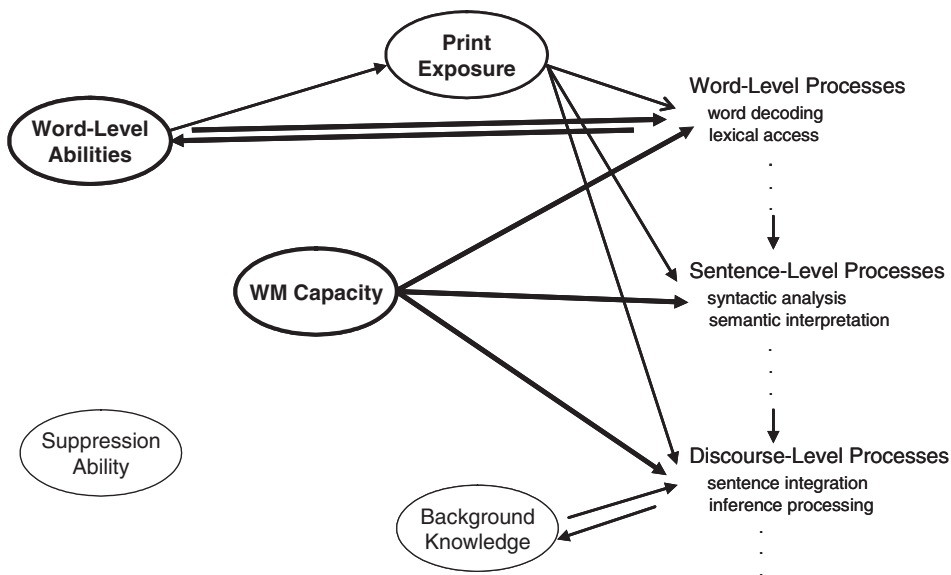 Print
Exposure
Word-Level
Abilities
Word-Level Processes
word decoding
lexical access
WM Capacity
Sentence-Level Processes
syntactic analysis
semantic interpretation
Suppression
Ability
Discourse-Level Processes
sentence integration
inference processing
Background
Knowledge